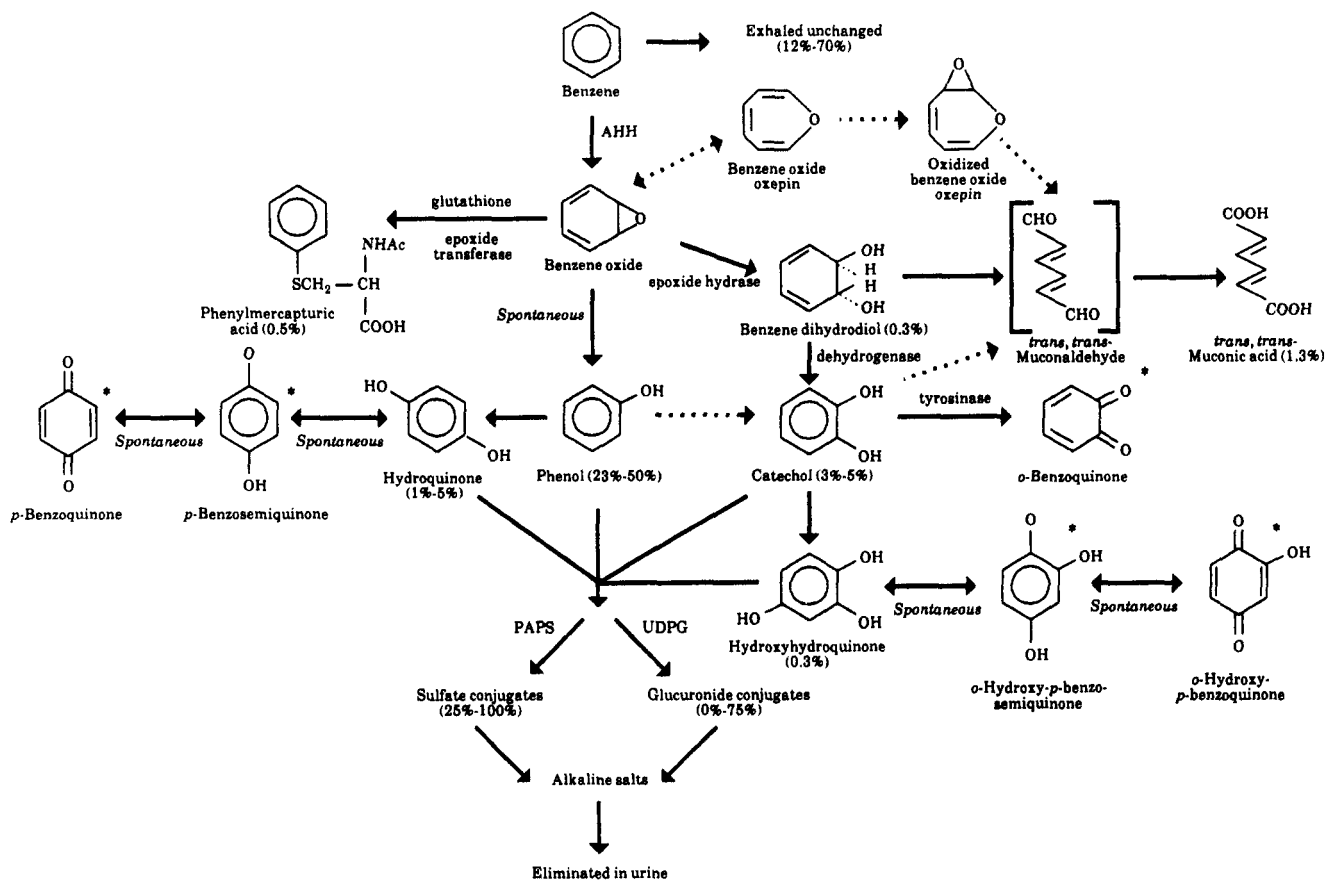 Exhaled unchanged
(12%-70%)
Benzene
AHH
O
Benzene oxide
oxepin
O
O
Oxidized
benzene oxide
oxepin
glutathione
epoxide
transferase
O
Benzene oxide
NHAc
SCH2 — CH
COOH
Phenylmercapturic
acid (0.5%)
epoxide hydrase
OH
H
H
OH
Benzene dihydrodiol (0.3%)
CHO
CHO
trans, trans-
Muconaldehyde
COOH
COOH
trans, trans-
Muconic acid (1.3%)
Spontaneous
dehydrogenase
O
*
O
p-Benzoquinone
Spontaneous
O
*
OH
p-Benzosemiquinone
Spontaneous
HO
OH
Hydroquinone
(1%-5%)
OH
Phenol (23%-50%)
OH
OH
Catechol (3%-5%)
tyrosinase
*
O
O
o-Benzoquinone
OH
HO
OH
Hydroxyhydroquinone
(0.3%)
Spontaneous
O
*
OH
OH
o-Hydroxy-p-benzo-
semiquinone
Spontaneous
O
*
OH
O
o-Hydroxy-
p-benzoquinone
PAPS
UDPG
Sulfate conjugates
(25%-100%)
Glucuronide conjugates
(0%-75%)
Alkaline salts
Eliminated in urine